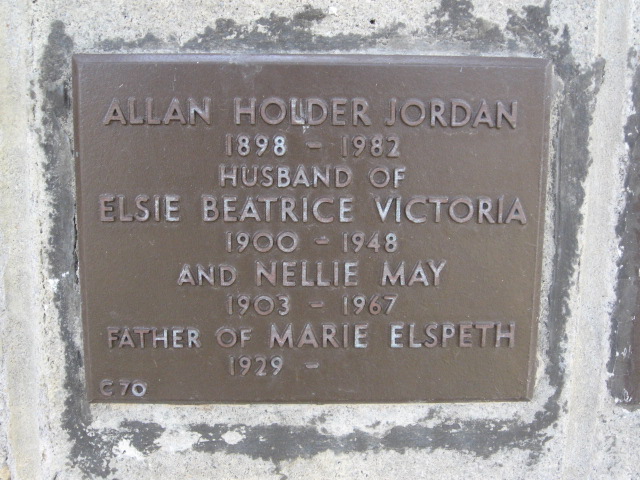 ALLAN HOLDER JORDAN
1898 - 1982
HUSBAND OF
ELSIE BEATRICE VICTORIA
1900 - 1948
AND NELLIE MAY
1903 - 1967
FATHER OF MARIE ELSPETH
1929 -
C70